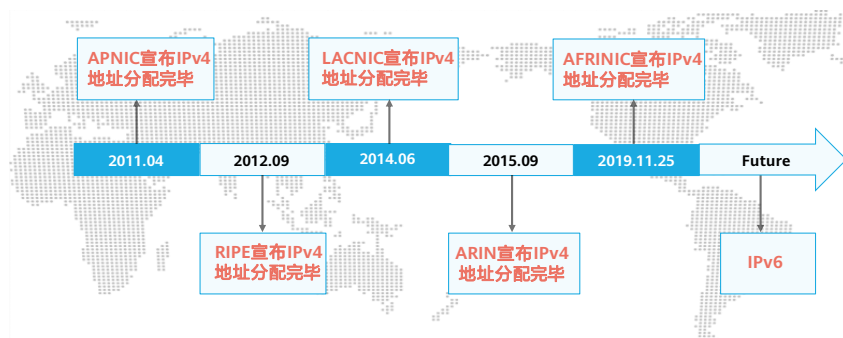 APNIC宣布IPv4
地址分配完毕
LACNIC宣布IPv4
地址分配完毕
AFRINIC宣布IPv4
地址分配完毕
2011.04
2012.09
2014.06
2015.09
2019.11.25
Future
RIPE宣布IPv4
地址分配完毕
ARIN宣布IPv4
地址分配完毕
IPv6